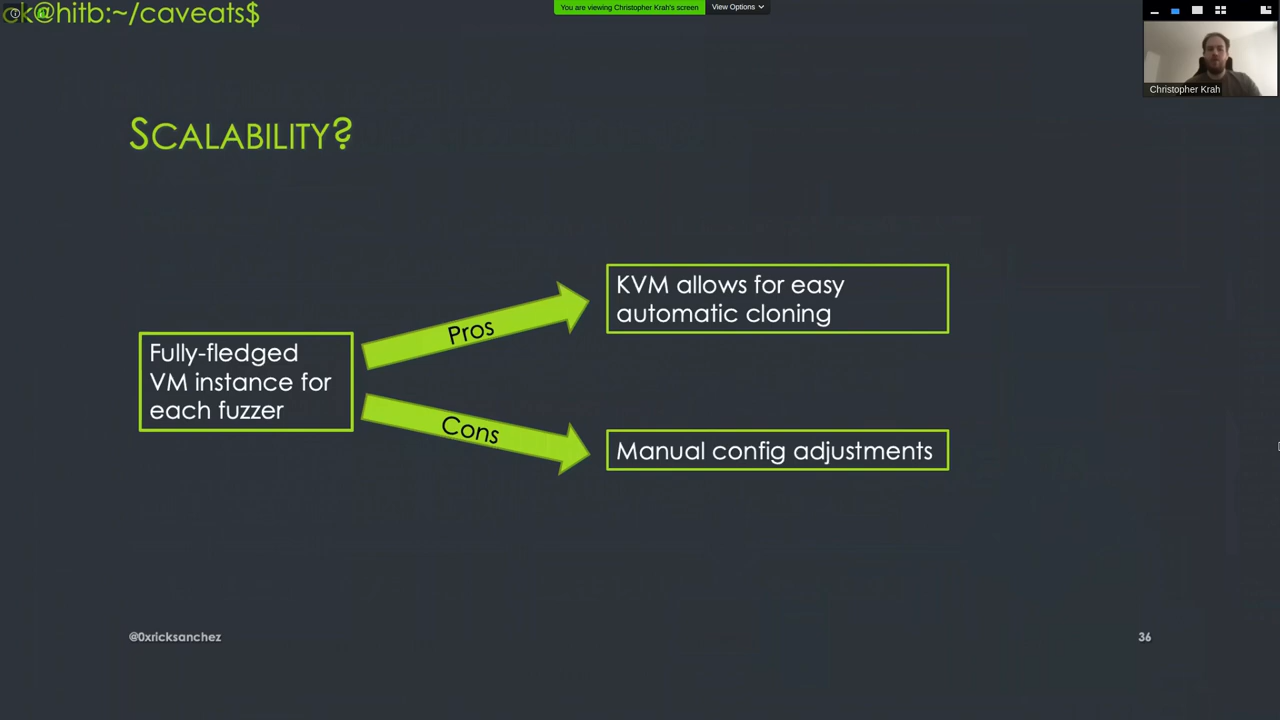 ck@hitb:~/caveats$
You are viewing Christopher Krah's screen
View Options
Christopher Krah
SCALABILITY?
KVM allows for easy
automatic cloning
Pros
Fully-fledged
VM instance for
each fuzzer
Cons
Manual config adjustments
@0xricksanchez
36